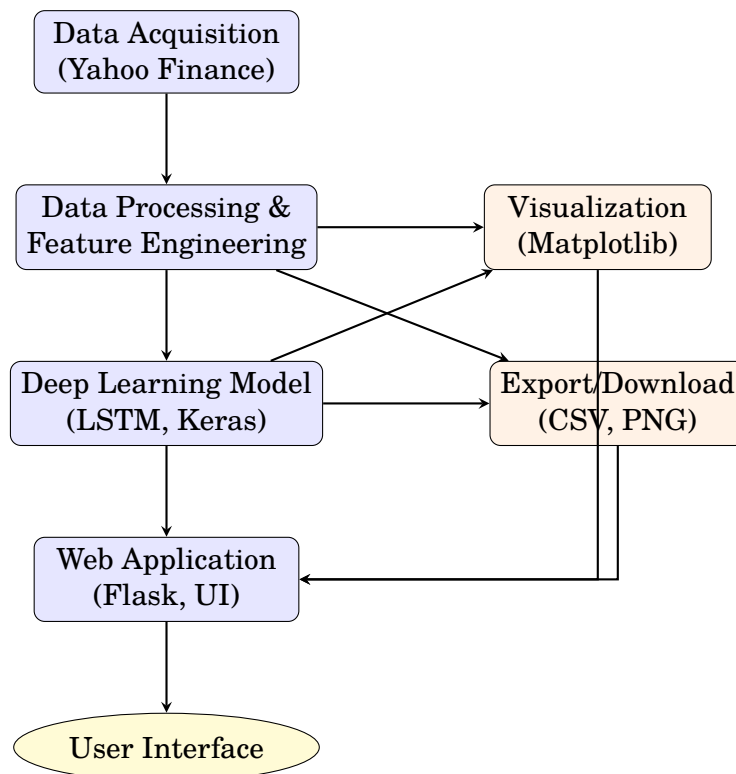 Data Acquisition
(Yahoo Finance)
Data Processing &
Feature Engineering
Visualization
(Matplotlib)
Deep Learning Model
(LSTM, Keras)
Export/Download
(CSV, PNG)
Web Application
(Flask, UI)
User Interface